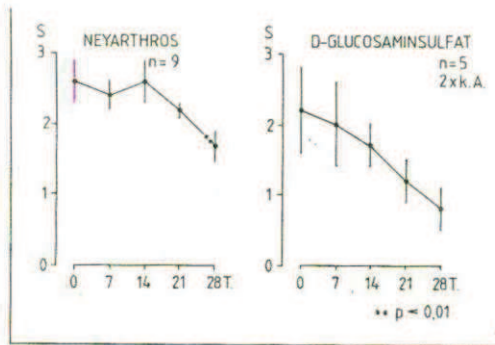 S NEYARTHROS
n=9
3
2
1
0
0 7 14 21 28T.
**
S D-GLUCOSAMINSULFAT
n=5
2xk.A.
3
2
1
0
0 7 14 21 28T.
** p < 0,01